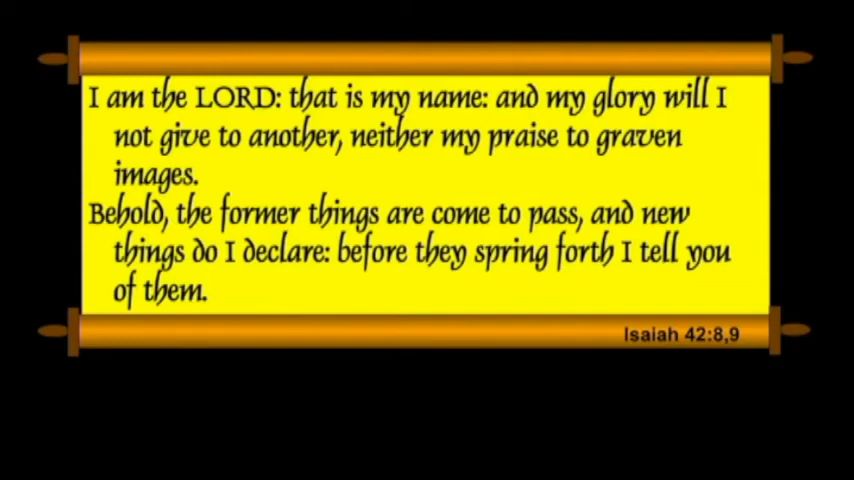 I am the LORD: that is my name: and my glory will I
not give to another, neither my praise to graven
images.
Behold, the former things are come to pass, and new
things do I declare: before they spring forth I tell you
of them.
Isaiah 42:8,9